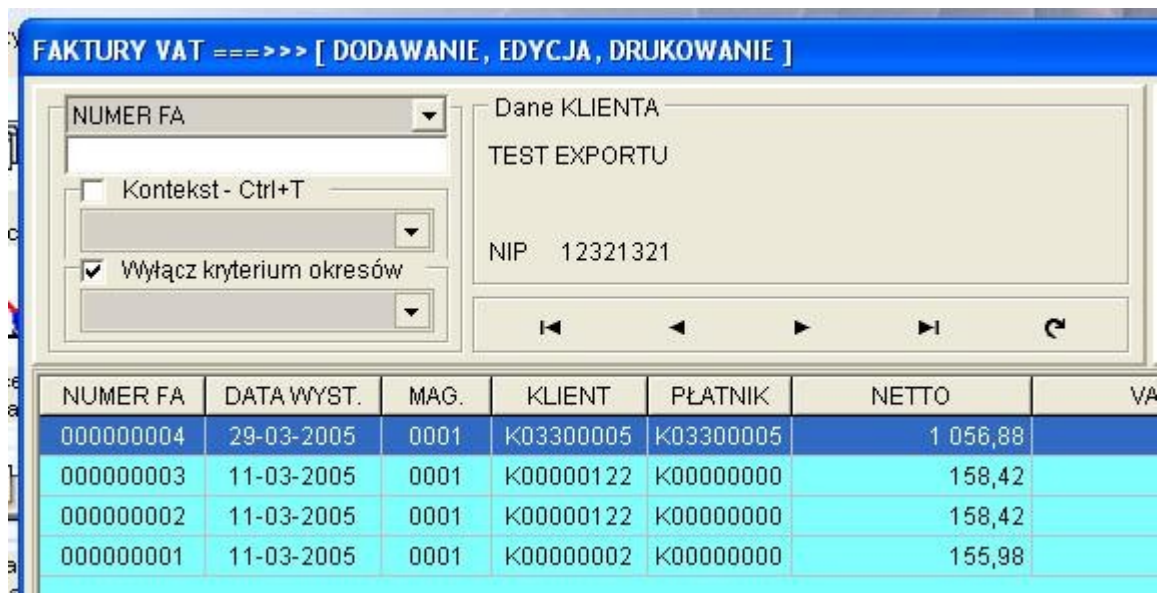 FAKTURY VAT ===>>> [ DODAWANIE, EDYCJA, DRUKOWANIE ]
NUMER FA
Kontekst - Ctrl+T
Wyłącz kryterium okresów
Dane KLIENTA
TEST EXPORTU
NIP 12321321
NUMER FA DATA WYST. MAG. KLIENT PŁATNIK NETTO
000000004 29-03-2005 0001 K03300005 K03300005 1 056,88
000000003 11-03-2005 0001 K00000122 K00000000 158,42
000000002 11-03-2005 0001 K00000122 K00000000 158,42
000000001 11-03-2005 0001 K00000002 K00000000 155,98